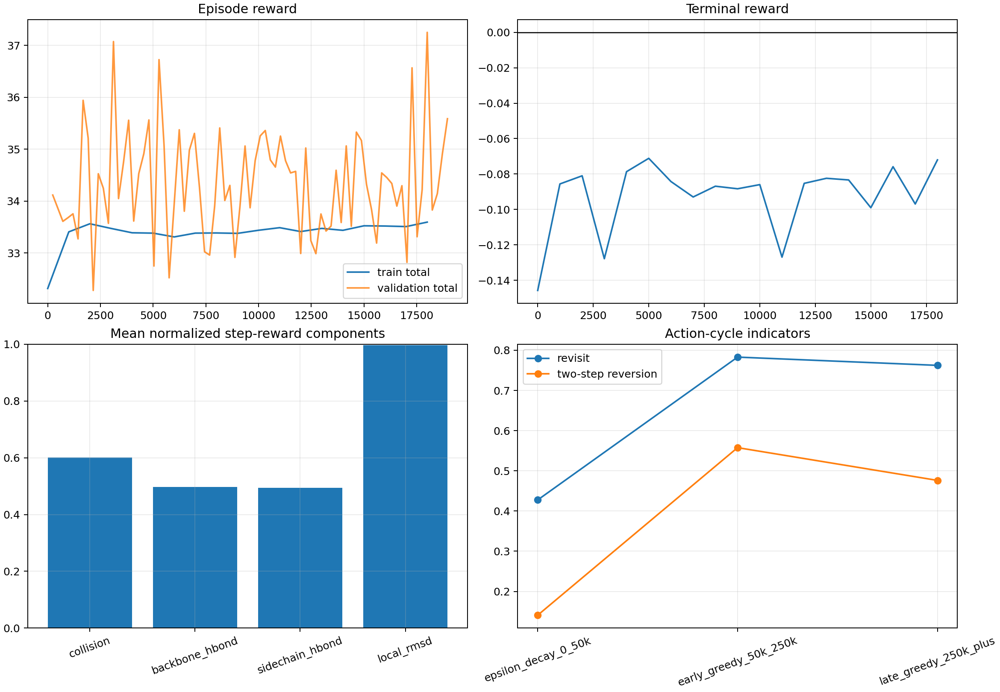 Episode reward
37
36
35
34
33
train total
validation total
0
2500
5000
7500
10000
12500
15000
17500
Terminal reward
0.00
−0.02
−0.04
−0.06
−0.08
−0.10
−0.12
−0.14
0
2500
5000
7500
10000
12500
15000
17500
Mean normalized step-reward components
1.0
0.8
0.6
0.4
0.2
0.0
collision
backbone_hbond
sidechain_hbond
local_rmsd
Action-cycle indicators
0.8
0.7
0.6
0.5
0.4
0.3
0.2
revisit
two-step reversion
epsilon_decay_0_50k
early_greedy_50k_250k
late_greedy_250k_plus